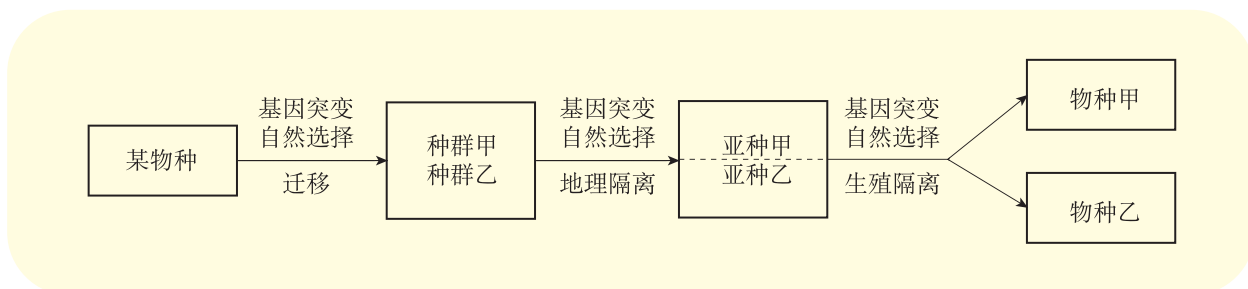 某物种
基因突变
自然选择
迁移
种群甲
种群乙
基因突变
自然选择
地理隔离
亚种甲
亚种乙
基因突变
自然选择
生殖隔离
物种甲
物种乙